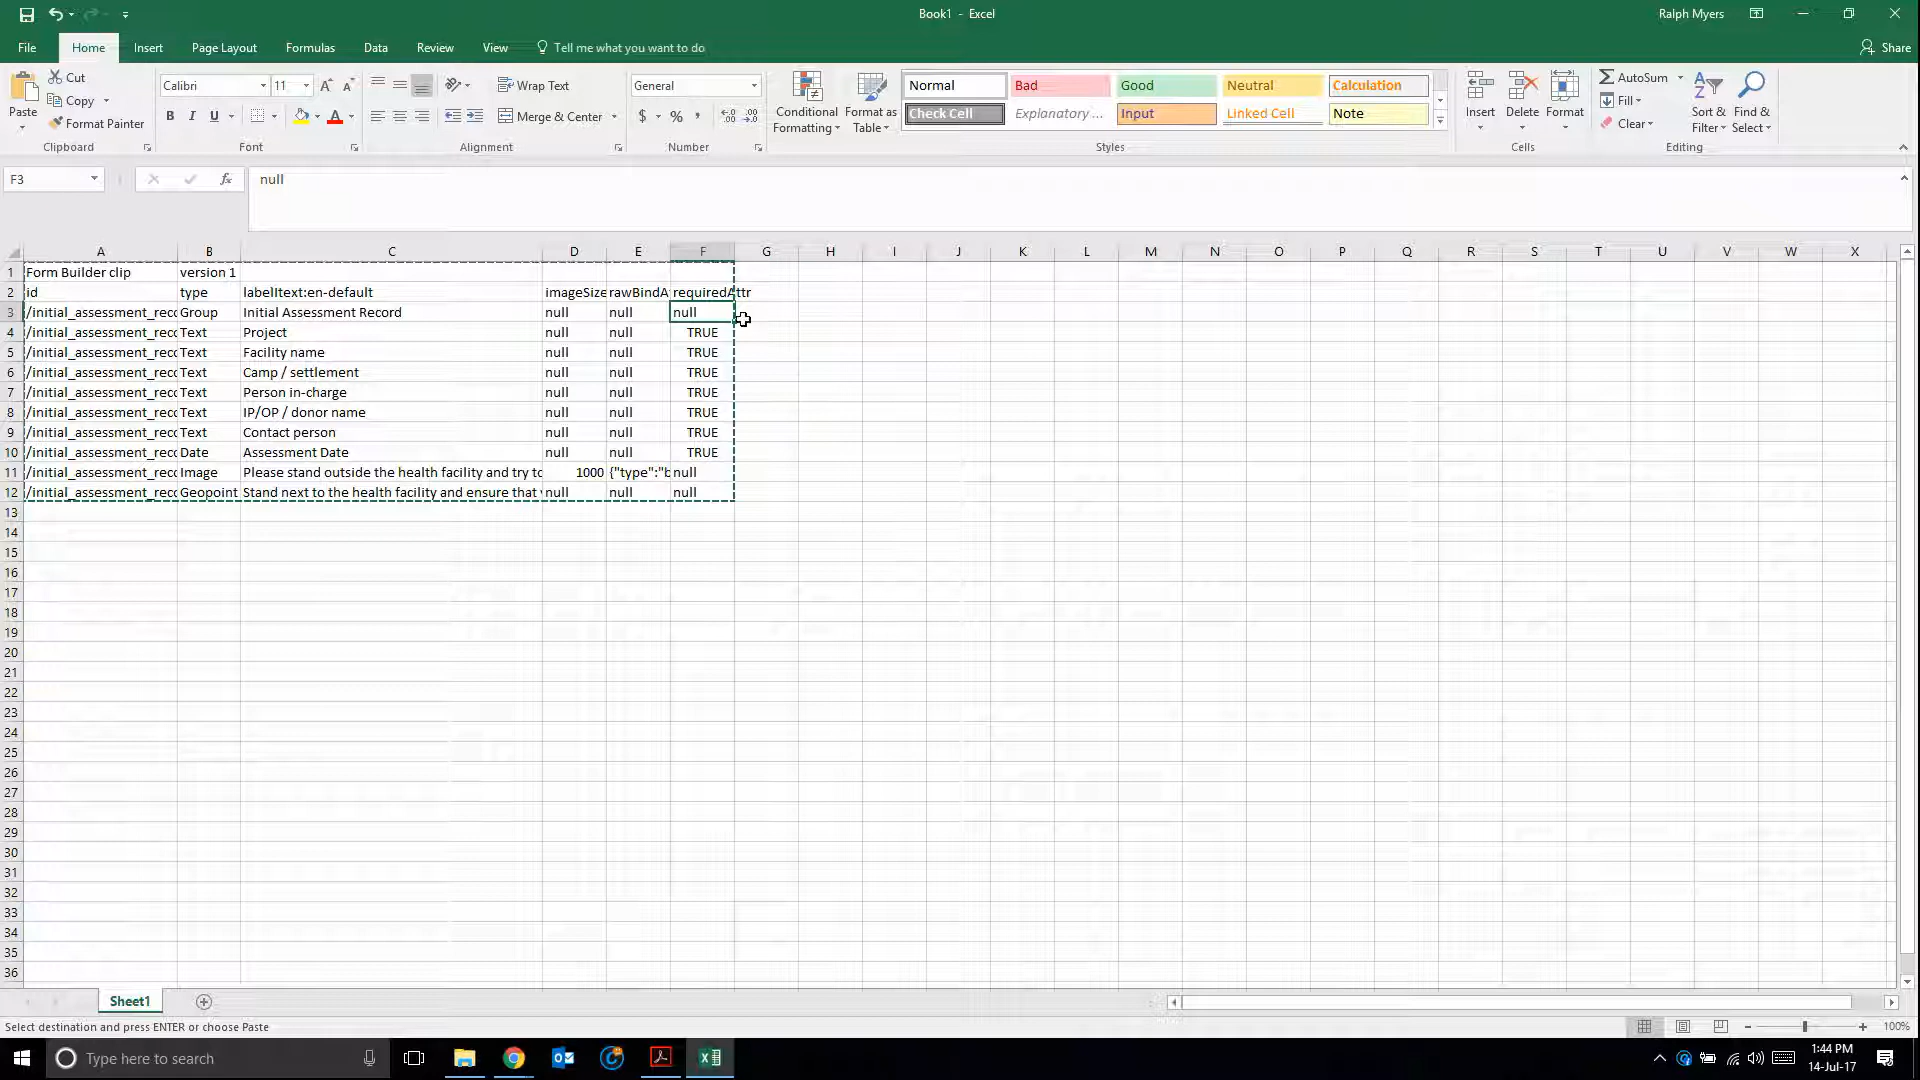 Book1 - Excel
Ralph Myers
File Home Insert Page Layout Formulas Data Review View Tell me what you want to do Share
Paste
Cut
Copy
Format Painter
Clipboard
Calibri 11
B I U
Font
Wrap Text
Merge & Center
Alignment
General
$ % ,
Number
Conditional Formatting
Format as Table
Normal Bad Good Neutral Calculation
Check Cell Explanatory ... Input Linked Cell Note
Styles
Insert Delete Format
Cells
AutoSum
Fill
Clear
Sort & Filter
Find & Select
Editing
F3 fx null
A B C D E F G H I J K L M N O P Q R S T U V W X
1 Form Builder clip version 1
2 id type labelItext:en-default imageSize rawBindA requiredAttr
3 /initial_assessment_reco Group Initial Assessment Record null null null
4 /initial_assessment_reco Text Project null null TRUE
5 /initial_assessment_reco Text Facility name null null TRUE
6 /initial_assessment_reco Text Camp / settlement null null TRUE
7 /initial_assessment_reco Text Person in-charge null null TRUE
8 /initial_assessment_reco Text IP/OP / donor name null null TRUE
9 /initial_assessment_reco Text Contact person null null TRUE
10 /initial_assessment_reco Date Assessment Date null null TRUE
11 /initial_assessment_reco Image Please stand outside the health facility and try to 1000 {"type":"b null
12 /initial_assessment_reco Geopoint Stand next to the health facility and ensure that null null null
13
14
15
16
17
18
19
20
21
22
23
24
25
26
27
28
29
30
31
32
33
34
35
36
Sheet1
Select destination and press ENTER or choose Paste
100%
Type here to search
1:44 PM
14-Jul-17